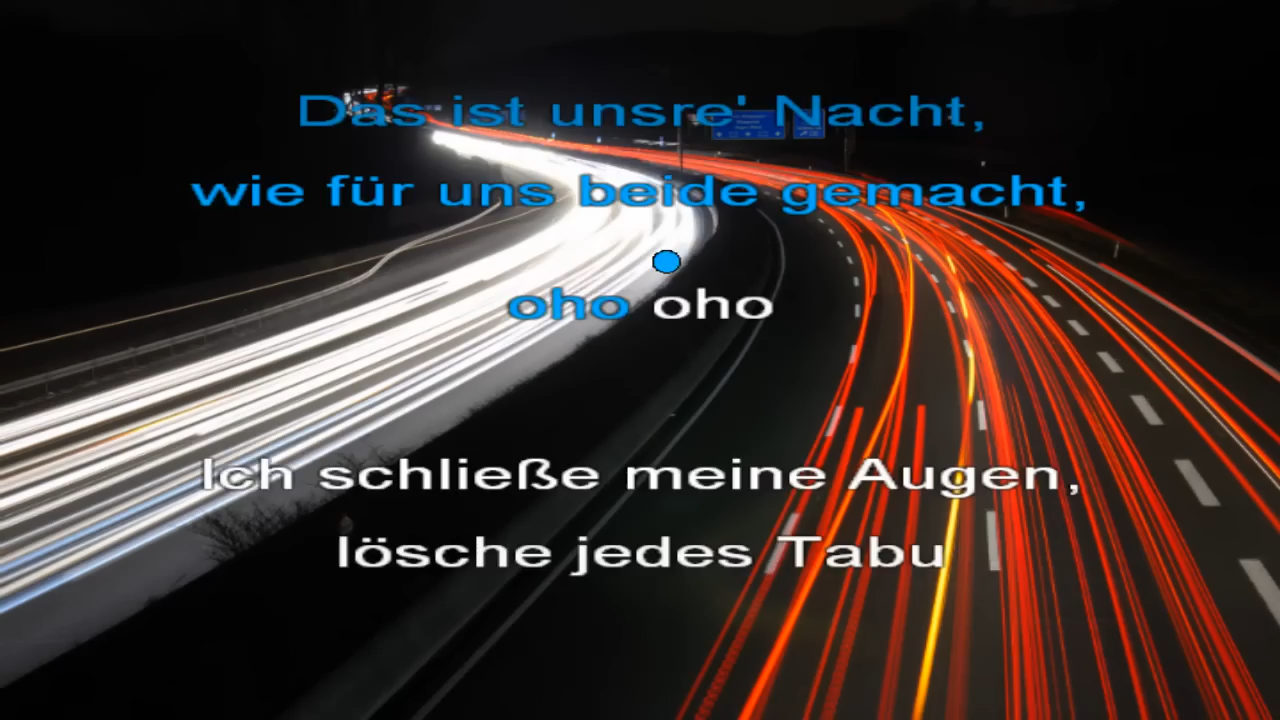 Das ist unsre' Nacht,
wie für uns beide gemacht,
oho oho
Ich schließe meine Augen,
lösche jedes Tabu